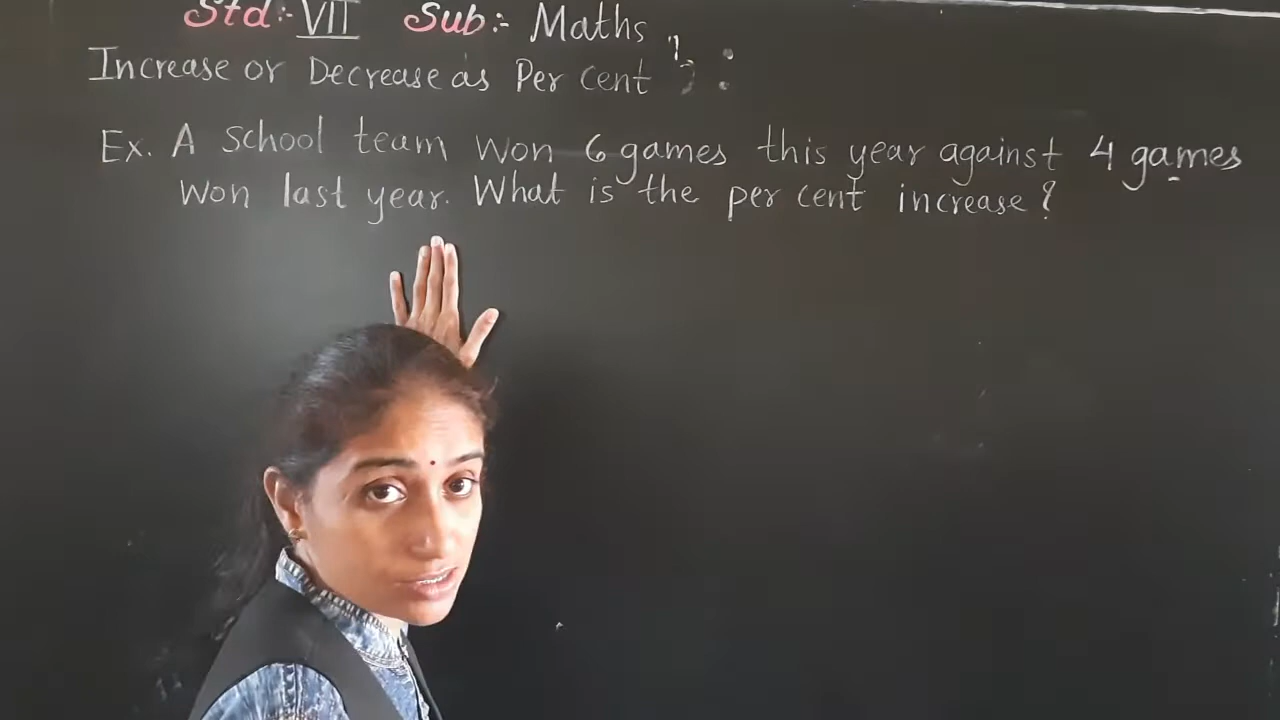 Std:- VII Sub:- Maths
Increase or Decrease as Per cent :
Ex. A school team won 6 games this year against 4 games
won last year. What is the per cent increase?